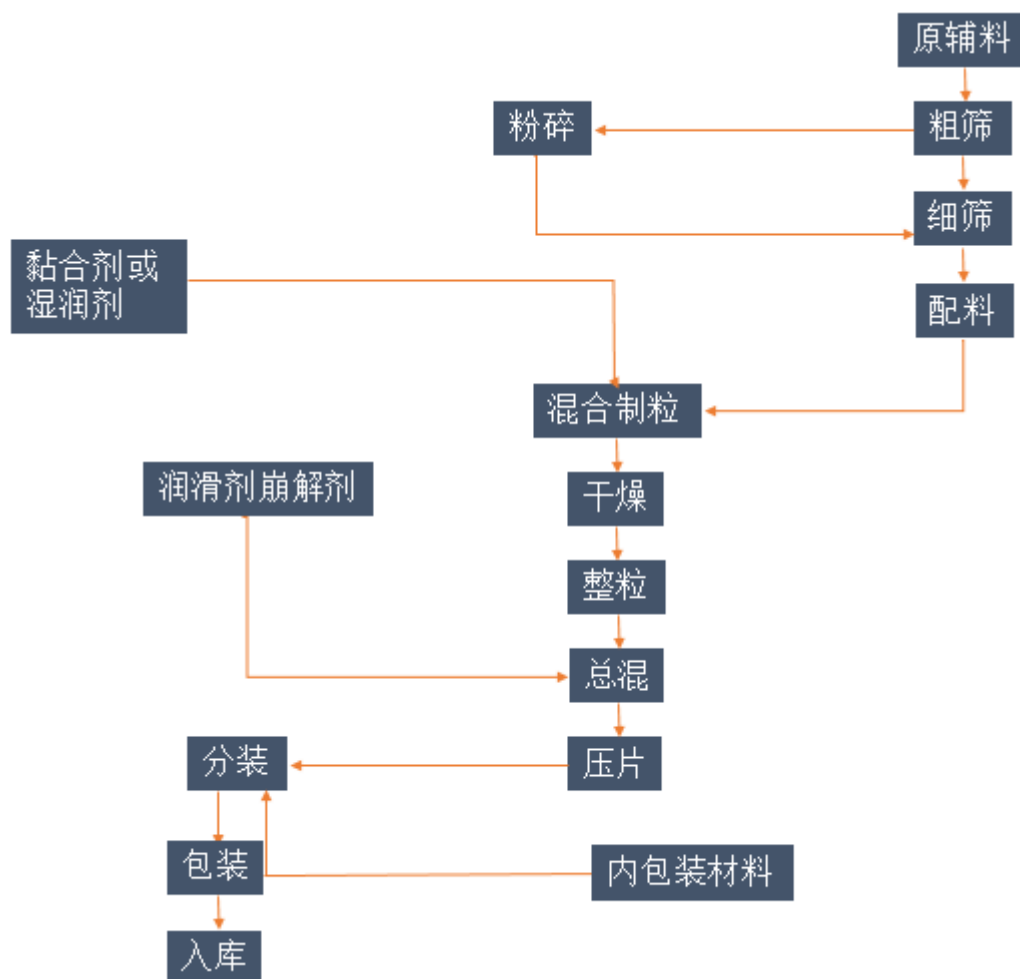 原辅料
粉碎
粗筛
细筛
黏合剂或
湿润剂
配料
混合制粒
润滑剂崩解剂
干燥
整粒
总混
分装
压片
包装
内包装材料
入库